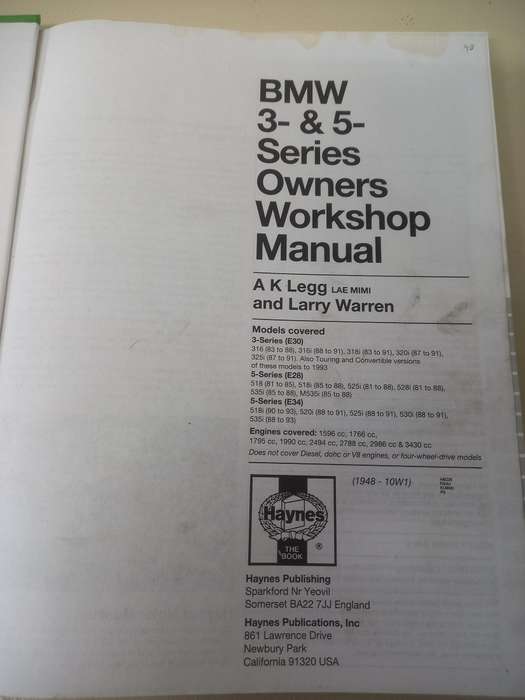 BMW
3- & 5-
Series
Owners
Workshop
Manual
A K Legg LAE MIMI
and Larry Warren
Models covered
3-Series (E30)
316 (83 to 88), 316i (88 to 91), 318i (83 to 91), 320i (87 to 91),
325i (87 to 91). Also Touring and Convertible versions
of these models to 1993
5-Series (E28)
518 (81 to 85), 518i (85 to 88), 525i (81 to 88), 528i (81 to 88),
535i (85 to 88), M535i (85 to 88)
5-Series (E34)
518i (90 to 93), 520i (88 to 91), 525i (88 to 91), 530i (88 to 91),
535i (88 to 93)
Engines covered: 1596 cc, 1766 cc,
1795 cc, 1990 cc, 2494 cc, 2788 cc, 2986 cc & 3430 cc
Does not cover Diesel, dohc or V8 engines, or four-wheel-drive models
(1948 - 10W1)
Haynes
THE
BOOK
®
Haynes Publishing
Sparkford Nr Yeovil
Somerset BA22 7JJ England
Haynes Publications, Inc
861 Lawrence Drive
Newbury Park
California 91320 USA